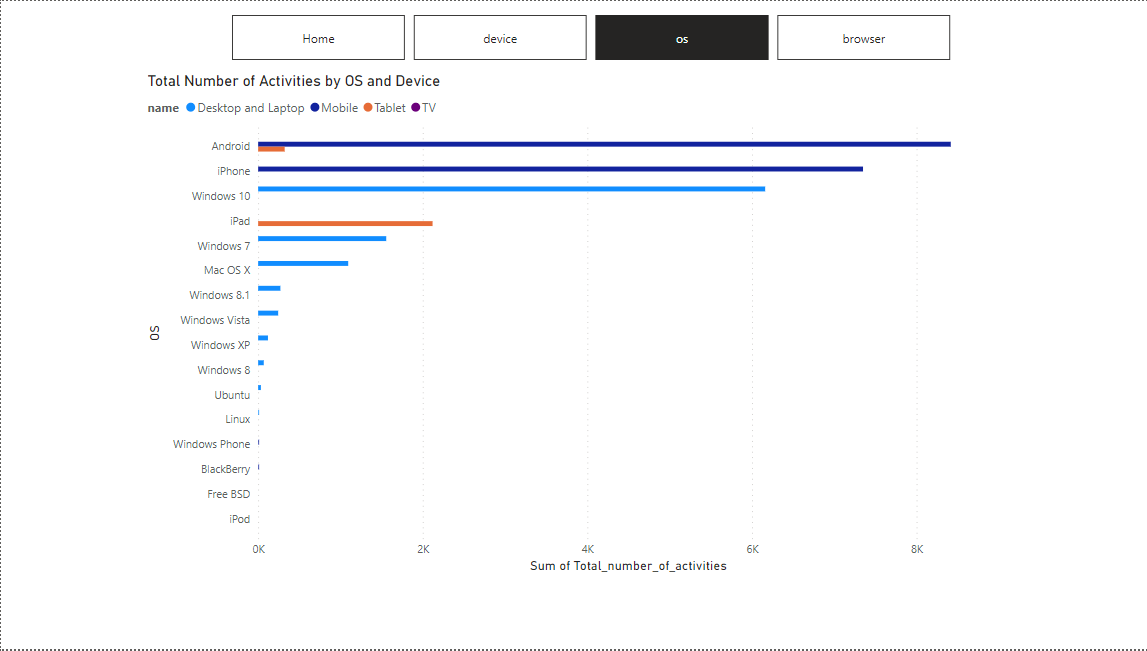 Home device os browser
Total Number of Activities by OS and Device
name Desktop and Laptop Mobile Tablet TV
Android
iPhone
Windows 10
iPad
Windows 7
Mac OS X
Windows 8.1
Windows Vista
Windows XP
Windows 8
Ubuntu
Linux
Windows Phone
BlackBerry
Free BSD
iPod
OS
0K 2K 4K 6K 8K
Sum of Total_number_of_activities